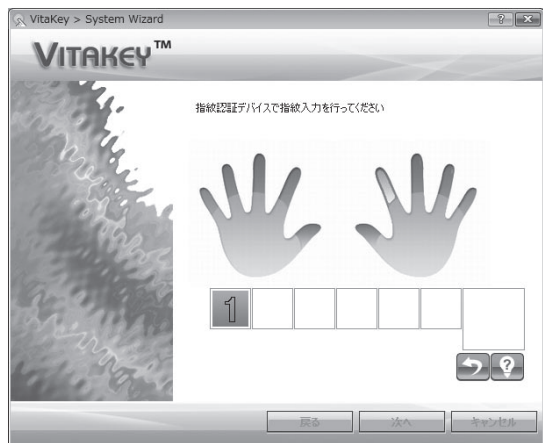 VitaKey > System Wizard
VITAKEY™
指紋認証デバイスで指紋入力を行ってください
1
戻る
次へ
キャンセル